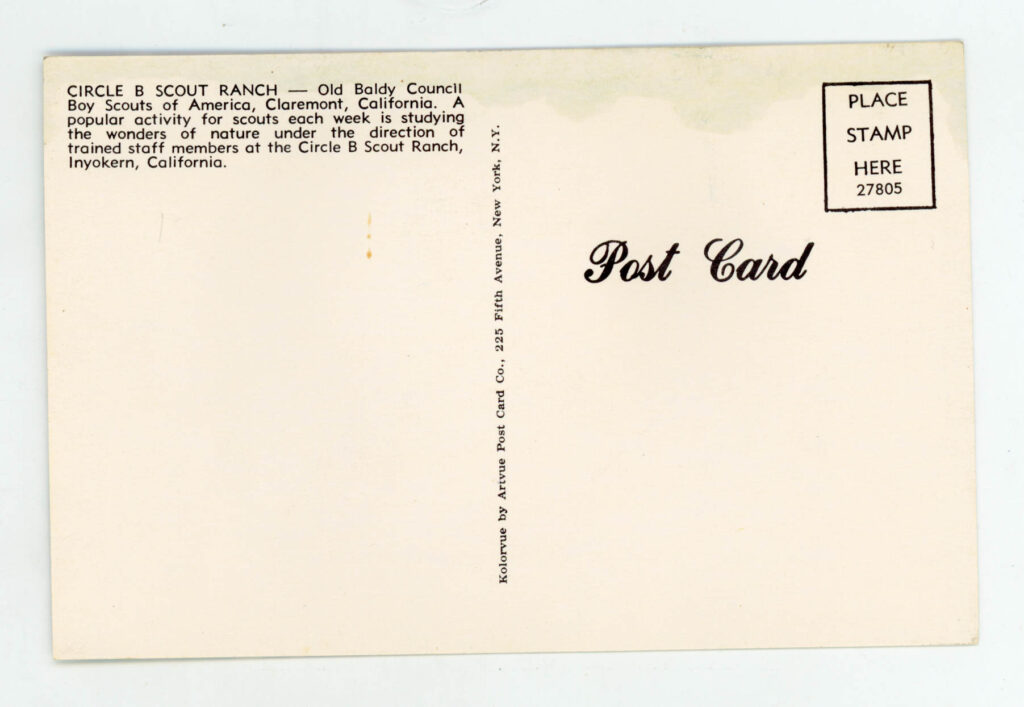 CIRCLE B SCOUT RANCH — Old Baldy Council
Boy Scouts of America, Claremont, California. A
popular activity for scouts each week is studying
the wonders of nature under the direction of
trained staff members at the Circle B Scout Ranch,
Inyokern, California.
Kolorvue by Artvue Post Card Co., 225 Fifth Avenue, New York, N.Y.
PLACE
STAMP
HERE
27805
Post Card